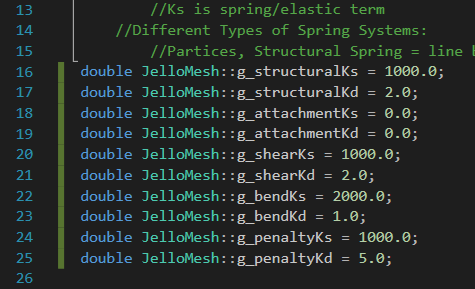 13 //Ks is spring/elastic term
14 //Different Types of Spring Systems:
15 //Partices, Structural Spring = line
16 double JelloMesh::g_structuralKs = 1000.0;
17 double JelloMesh::g_structuralKd = 2.0;
18 double JelloMesh::g_attachmentKs = 0.0;
19 double JelloMesh::g_attachmentKd = 0.0;
20 double JelloMesh::g_shearKs = 1000.0;
21 double JelloMesh::g_shearKd = 2.0;
22 double JelloMesh::g_bendKs = 2000.0;
23 double JelloMesh::g_bendKd = 1.0;
24 double JelloMesh::g_penaltyKs = 1000.0;
25 double JelloMesh::g_penaltyKd = 5.0;
26